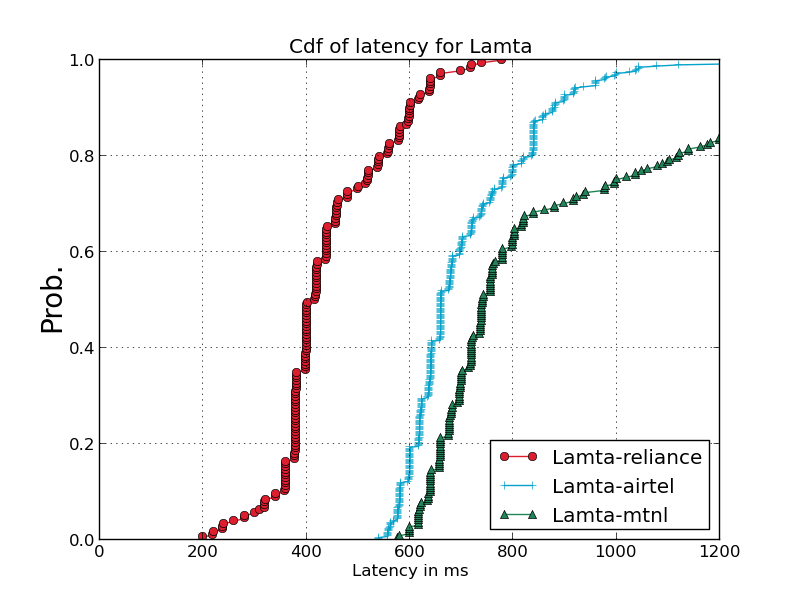 Cdf of latency for Lamta
1.0
0.8
0.6
0.4
0.2
0.0
Prob.
0 200 400 600 800 1000 1200
Latency in ms
Lamta-reliance
Lamta-airtel
Lamta-mtnl